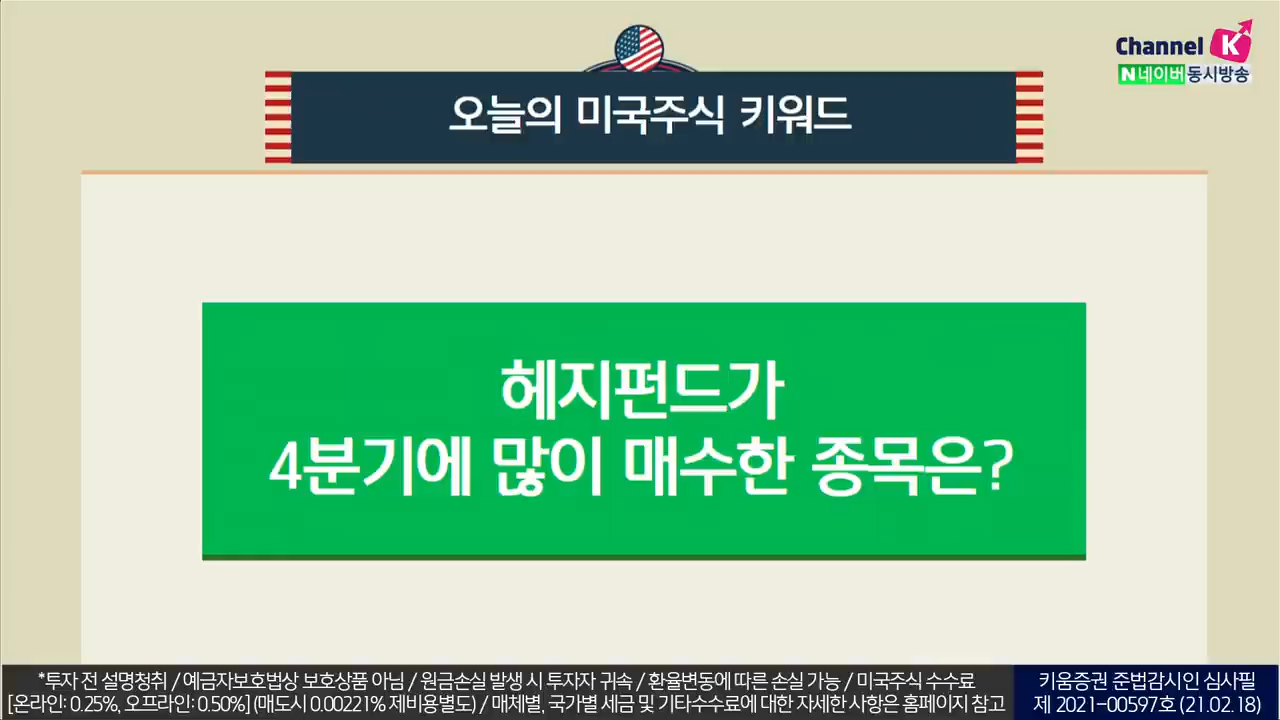 Channel K
N네이버동시방송
오늘의 미국주식 키워드
헤지펀드가
4분기에 많이 매수한 종목은?
*투자 전 설명청취 / 예금자보호법상 보호상품 아님 / 원금손실 발생 시 투자자 귀속 / 환율변동에 따른 손실 가능 / 미국주식 수수료
[온라인: 0.25%, 오프라인: 0.50%] (매도시 0.00221% 제비용별도) / 매체별, 국가별 세금 및 기타수수료에 대한 자세한 사항은 홈페이지 참고
키움증권 준법감시인 심사필
제 2021-00597호 (21.02.18)